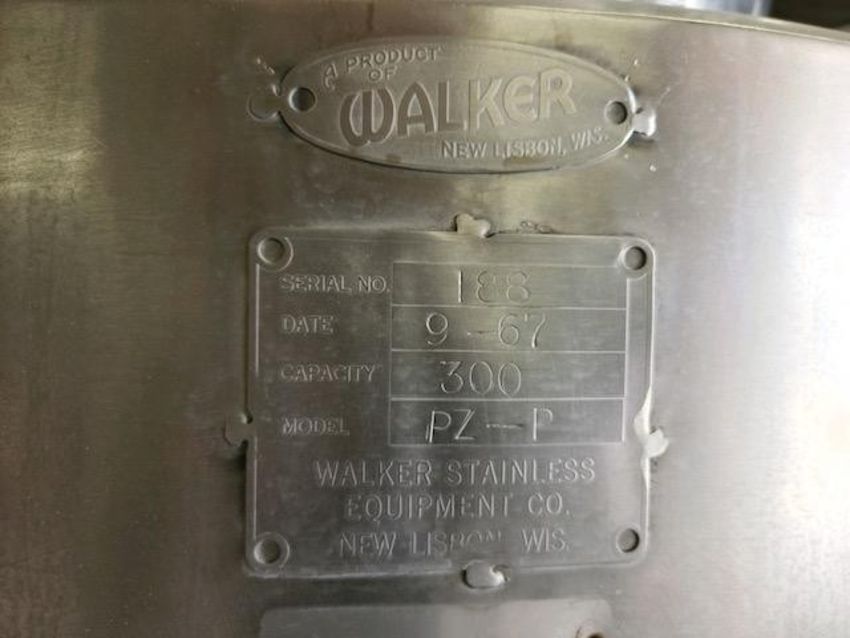 A PRODUCT
OF
WALKER
NEW LISBON, WIS.
SERIAL NO. 188
DATE 9-67
CAPACITY 300
MODEL PZ-P
WALKER STAINLESS
EQUIPMENT CO.
NEW LISBON WIS.